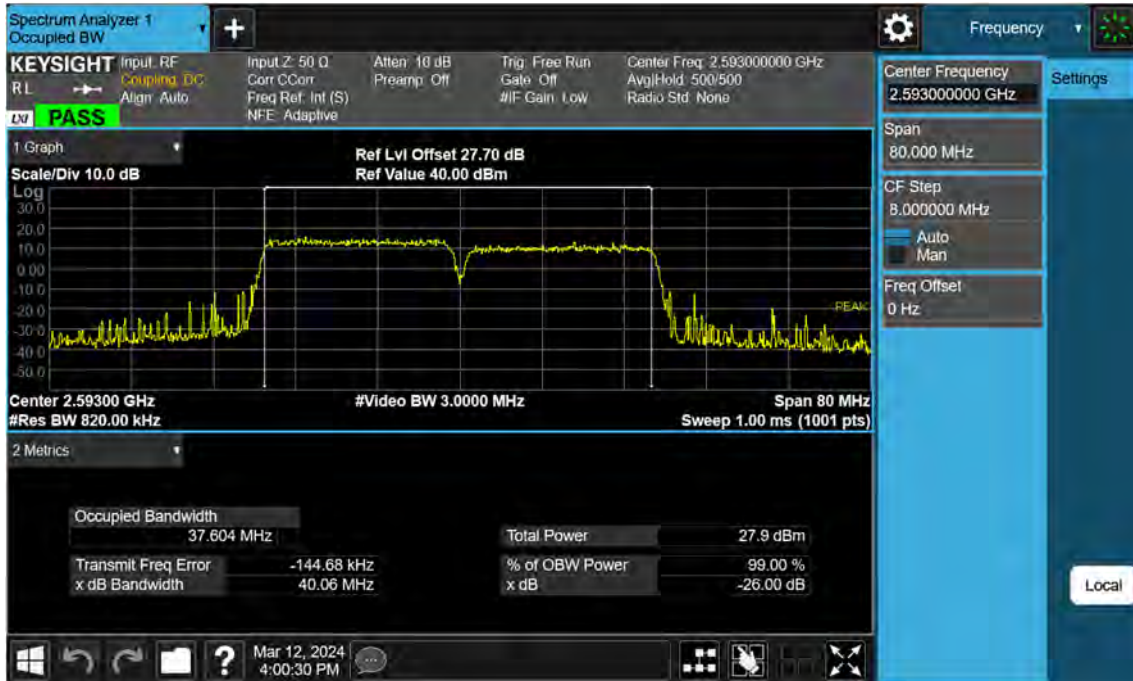 Spectrum Analyzer 1
Occupied BW
+
Frequency
KEYSIGHT
RL
LXI
PASS
Input: RF
Coupling: DC
Align: Auto
Input Z: 50 Ω
Corr CCorr
Freq Ref: Int (S)
NFE: Adaptive
Atten: 10 dB
Preamp: Off
Trig: Free Run
Gate: Off
#IF Gain: Low
Center Freq: 2.593000000 GHz
Avg|Hold: 500/500
Radio Std: None
1 Graph
Scale/Div 10.0 dB
Ref Lvl Offset 27.70 dB
Ref Value 40.00 dBm
Log
30.0
20.0
10.0
0.00
-10.0
-20.0
-30.0
-40.0
-50.0
PEAK
Center 2.59300 GHz
#Video BW 3.0000 MHz
Span 80 MHz
#Res BW 820.00 kHz
Sweep 1.00 ms (1001 pts)
2 Metrics
Occupied Bandwidth
37.604 MHz
Total Power 27.9 dBm
Transmit Freq Error -144.68 kHz
% of OBW Power 99.00 %
x dB Bandwidth 40.06 MHz
x dB -26.00 dB
Center Frequency
2.593000000 GHz
Settings
Span
80.000 MHz
CF Step
8.000000 MHz
Auto
Man
Freq Offset
0 Hz
Local
?
Mar 12, 2024
4:00:30 PM